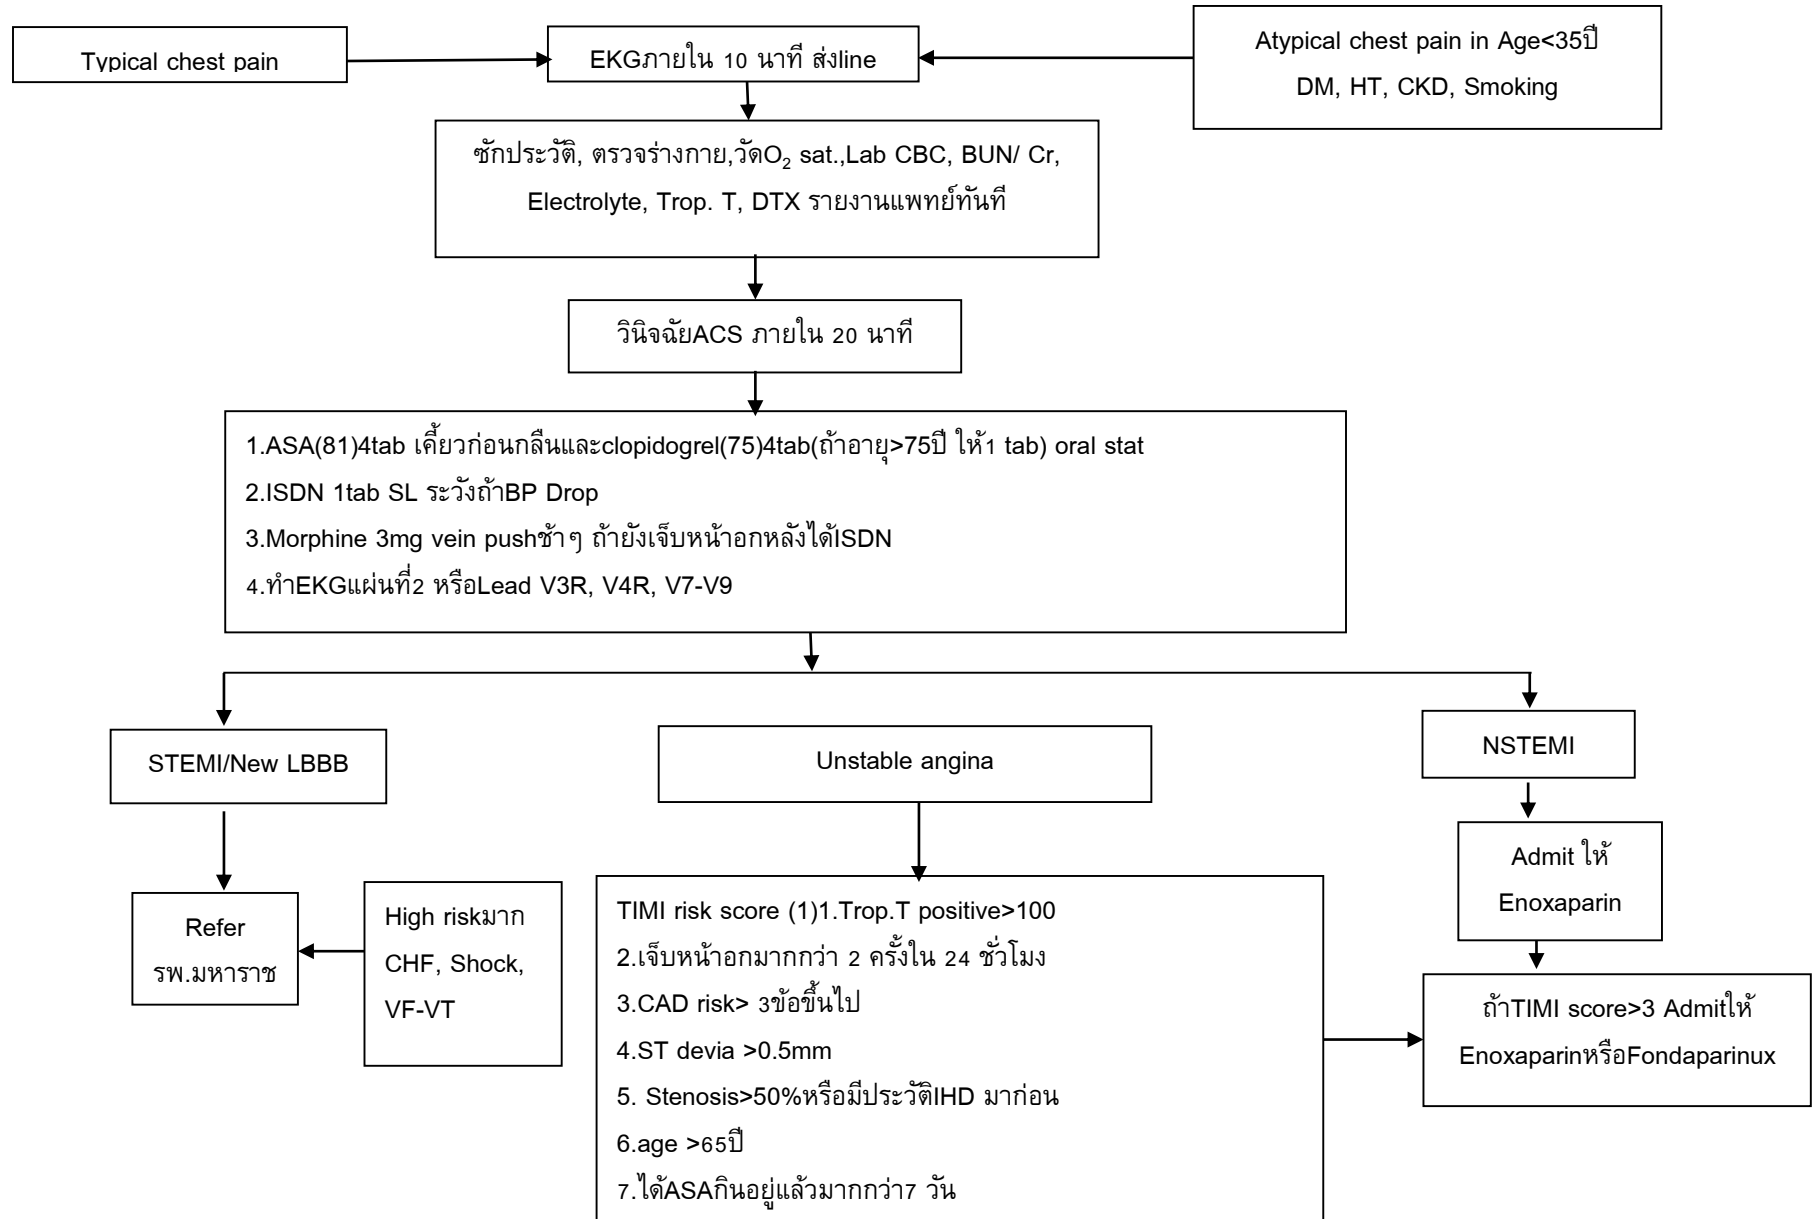 Typical chest pain
EKGภายใน 10 นาที ส่งline
Atypical chest pain in Age<35ปี
DM, HT, CKD, Smoking
ซักประวัติ, ตรวจร่างกาย,วัดO₂ sat.,Lab CBC, BUN/ Cr,
Electrolyte, Trop. T, DTX รายงานแพทย์ทันที
วินิจฉัยACS ภายใน 20 นาที
1.ASA(81)4tab เคี้ยวก่อนกลืนและclopidogrel(75)4tab(ถ้าอายุ>75ปี ให้1 tab) oral stat
2.ISDN 1tab SL ระวังถ้าBP Drop
3.Morphine 3mg vein pushช้าๆ ถ้ายังเจ็บหน้าอกหลังได้ISDN
4.ทำEKGแผ่นที่2 หรือLead V3R, V4R, V7-V9
STEMI/New LBBB
Unstable angina
NSTEMI
Refer
รพ.มหาราช
High riskมาก
CHF, Shock,
VF-VT
TIMI risk score (1)1.Trop.T positive>100
2.เจ็บหน้าอกมากกว่า 2 ครั้งใน 24 ชั่วโมง
3.CAD risk> 3ข้อขึ้นไป
4.ST devia >0.5mm
5. Stenosis>50%หรือมีประวัติIHD มาก่อน
6.age >65ปี
7.ได้ASAกินอยู่แล้วมากกว่า7 วัน
Admit ให้
Enoxaparin
ถ้าTIMI score>3 Admitให้
EnoxaparinหรือFondaparinux